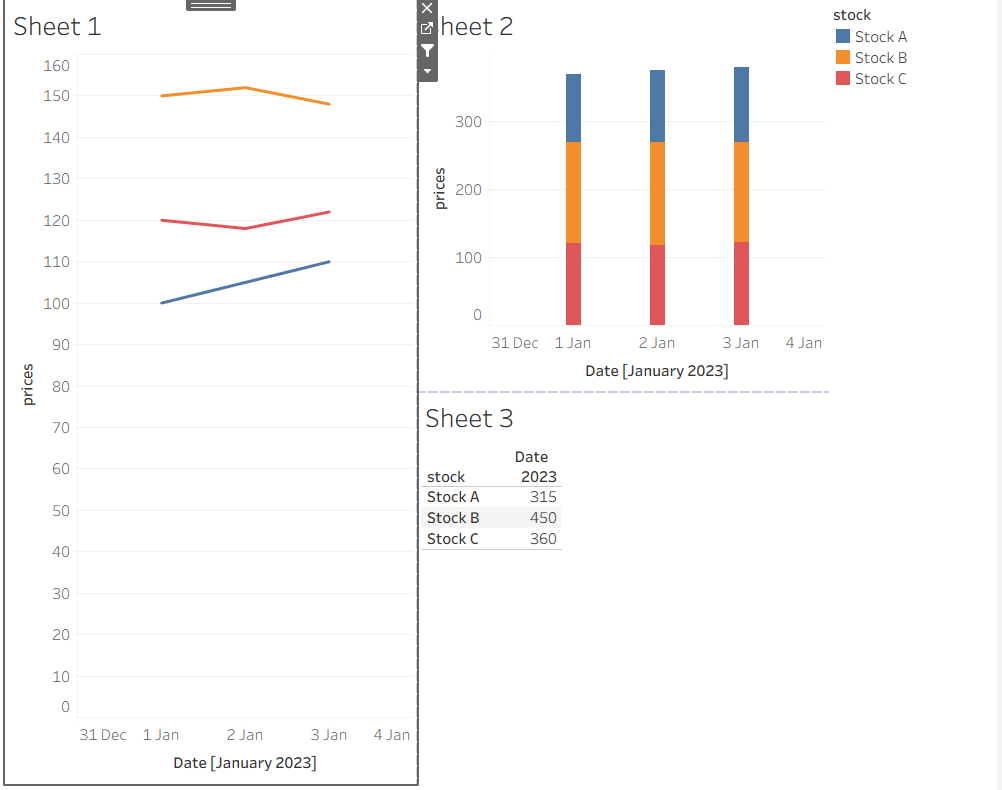 Sheet 1
160
150
140
130
120
110
100
90
80
70
60
50
40
30
20
10
0
prices
31 Dec 1 Jan 2 Jan 3 Jan 4 Jan
Date [January 2023]
heet 2
300
200
100
0
prices
31 Dec 1 Jan 2 Jan 3 Jan 4 Jan
Date [January 2023]
stock
Stock A
Stock B
Stock C
Sheet 3
Date
stock 2023
Stock A 315
Stock B 450
Stock C 360